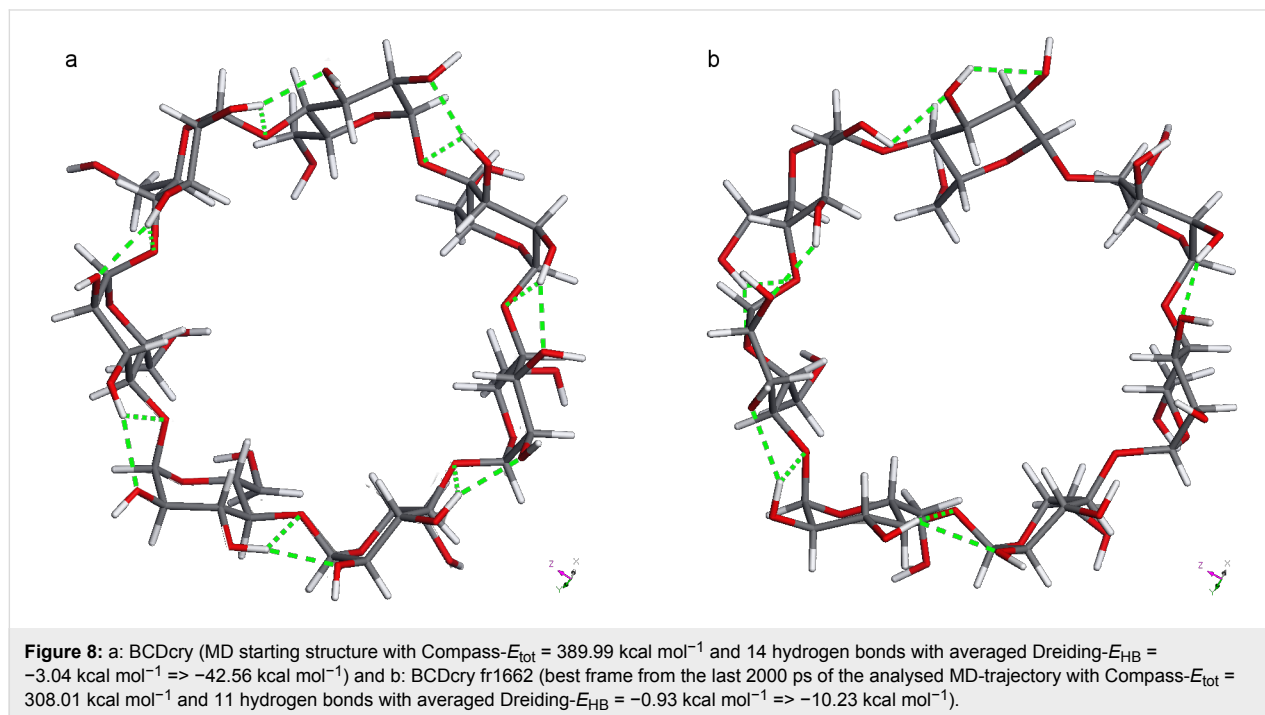 a
b
Z
X
Y
Z
X
Y
Figure 8: a: BCDcry (MD starting structure with Compass-Etot = 389.99 kcal mol−1 and 14 hydrogen bonds with averaged Dreiding-EHB =
−3.04 kcal mol−1 => −42.56 kcal mol−1) and b: BCDcry fr1662 (best frame from the last 2000 ps of the analysed MD-trajectory with Compass-Etot =
308.01 kcal mol−1 and 11 hydrogen bonds with averaged Dreiding-EHB = −0.93 kcal mol−1 => −10.23 kcal mol−1).